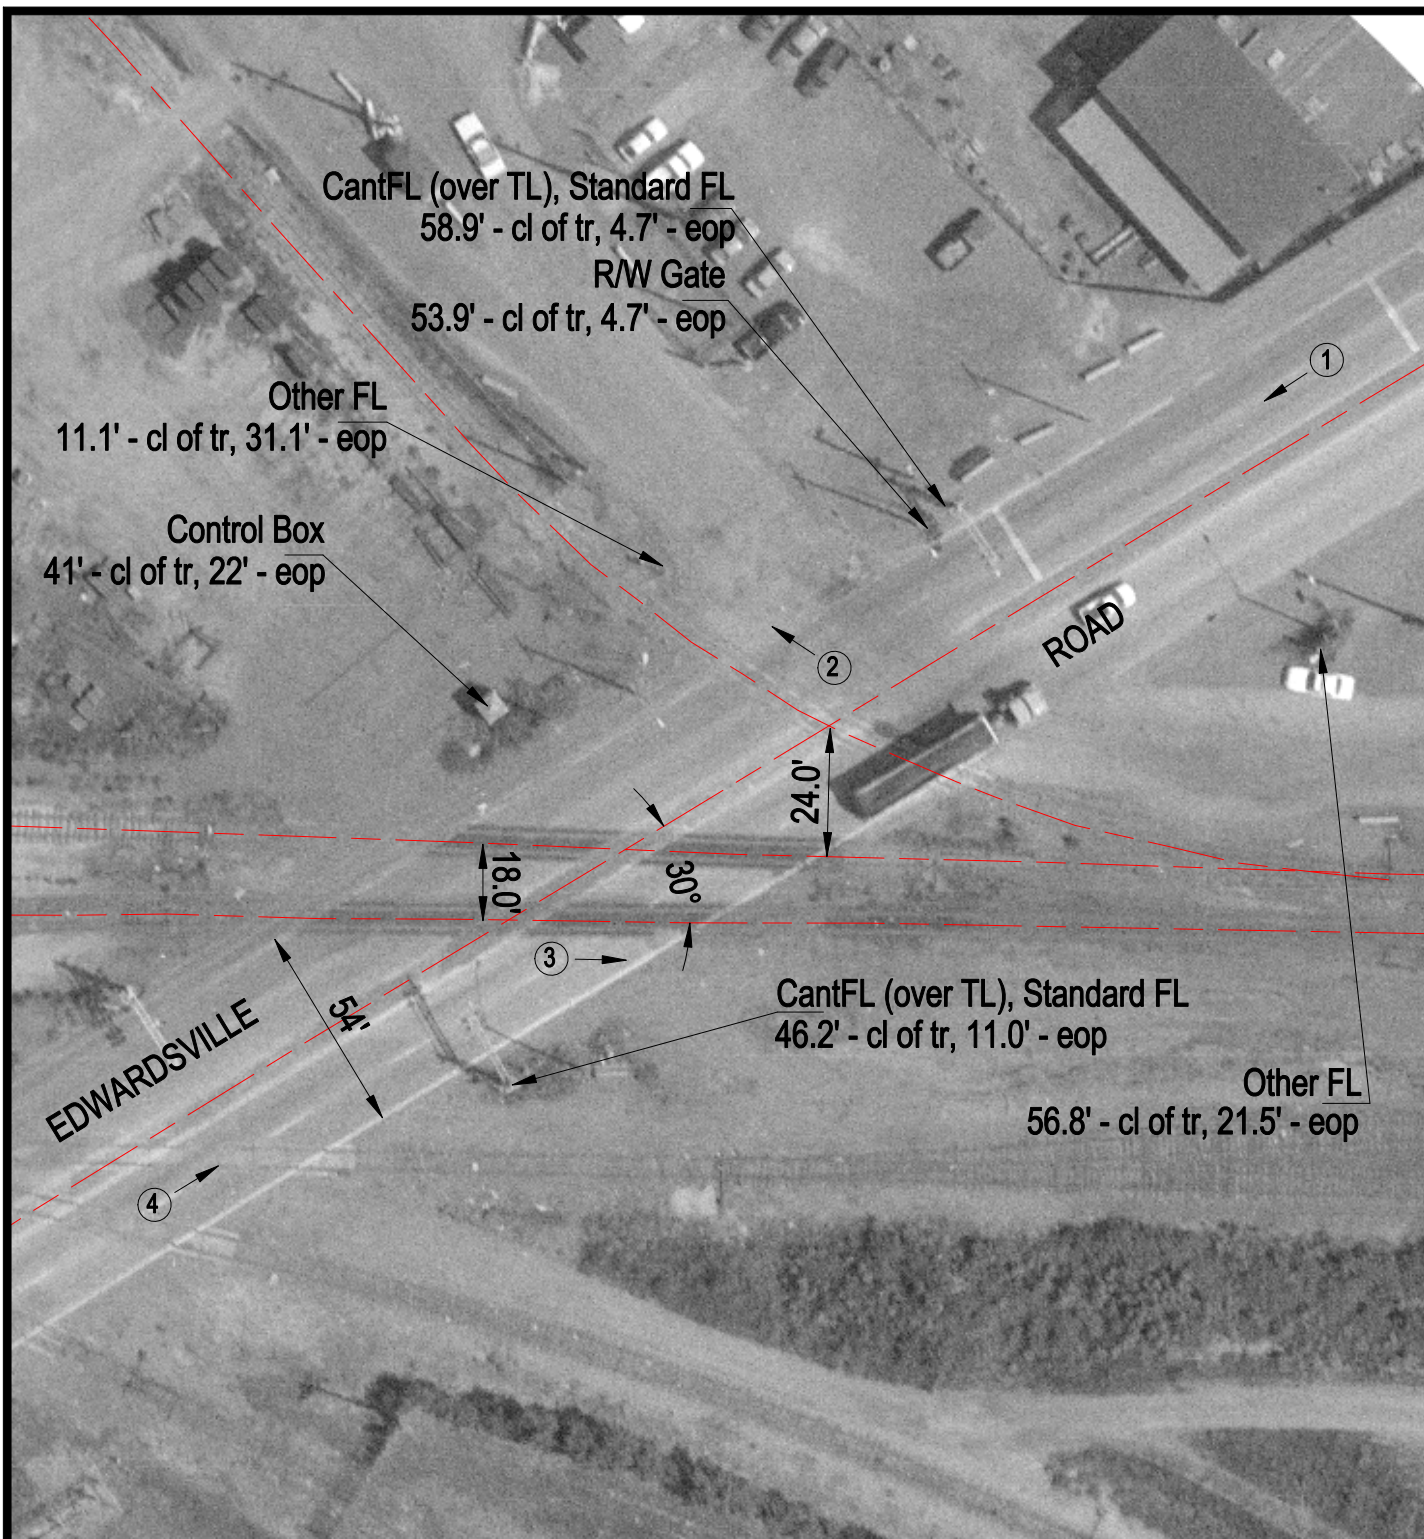 CantFL (over TL), Standard FL
58.9' - cl of tr, 4.7' - eop
R/W Gate
53.9' - cl of tr, 4.7' - eop
1
Other FL
11.1' - cl of tr, 31.1' - eop
Control Box
41' - cl of tr, 22' - eop
ROAD
2
24.0'
18.0'
30°
3
54'
EDWARDSVILLE
CantFL (over TL), Standard FL
46.2' - cl of tr, 11.0' - eop
Other FL
56.8' - cl of tr, 21.5' - eop
4